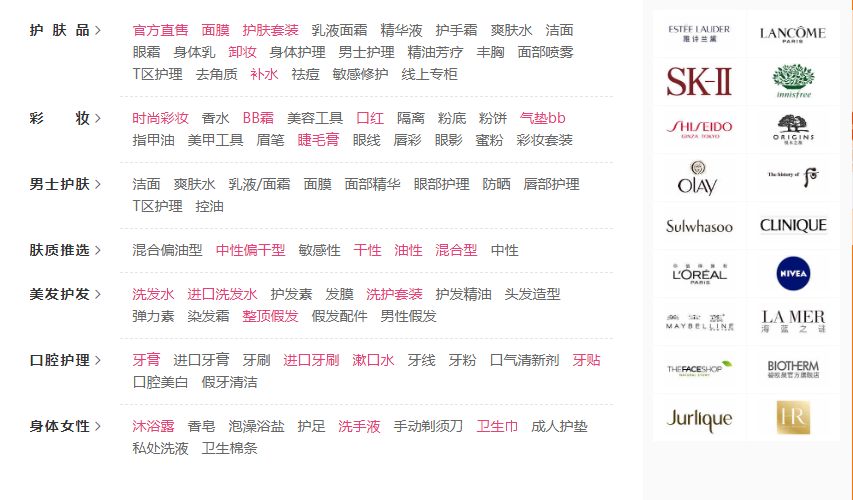 护 肤 品 > 官方直售 面膜 护肤套装 乳液面霜 精华液 护手霜 爽肤水 洁面
眼霜 身体乳 卸妆 身体护理 男士护理 精油芳疗 丰胸 面部喷雾
T区护理 去角质 补水 祛痘 敏感修护 线上专柜
彩 妆 > 时尚彩妆 香水 BB霜 美容工具 口红 隔离 粉底 粉饼 气垫bb
指甲油 美甲工具 眉笔 睫毛膏 眼线 唇彩 眼影 蜜粉 彩妆套装
男士护肤 > 洁面 爽肤水 乳液/面霜 面膜 面部精华 眼部护理 防晒 唇部护理
T区护理 控油
肤质推选 > 混合偏油型 中性偏干型 敏感性 干性 油性 混合型 中性
美发护发 > 洗发水 进口洗发水 护发素 发膜 洗护套装 护发精油 头发造型
弹力素 染发霜 整顶假发 假发配件 男性假发
口腔护理 > 牙膏 进口牙膏 牙刷 进口牙刷 漱口水 牙线 牙粉 口气清新剂 牙贴
口腔美白 假牙清洁
身体女性 > 沐浴露 香皂 泡澡浴盐 护足 洗手液 手动剃须刀 卫生巾 成人护垫
私处洗液 卫生棉条
ESTĒE LAUDER
雅诗兰黛
LANCÔME
PARIS
SK-II
innisfree
SHISEIDO
GINZA TOKYO
ORIGINS
悦木之源
OLAY
The history of
Sulwhasoo
CLINIQUE
L'ORÉAL
PARIS
NIVEA
MAYBELLINE
LA MER
海蓝之谜
THEFACESHOP
NATURAL STORY
BIOTHERM
碧欧泉官方旗舰店
Jurlique
HR